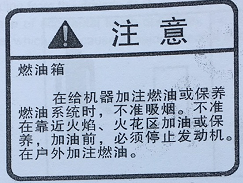 注意
燃油箱
在给机器加注燃油或保养
燃油系统时，不准吸烟。不准
在靠近火焰、火花区加油或保
养，加油前，必须停止发动机。
在户外加注燃油。